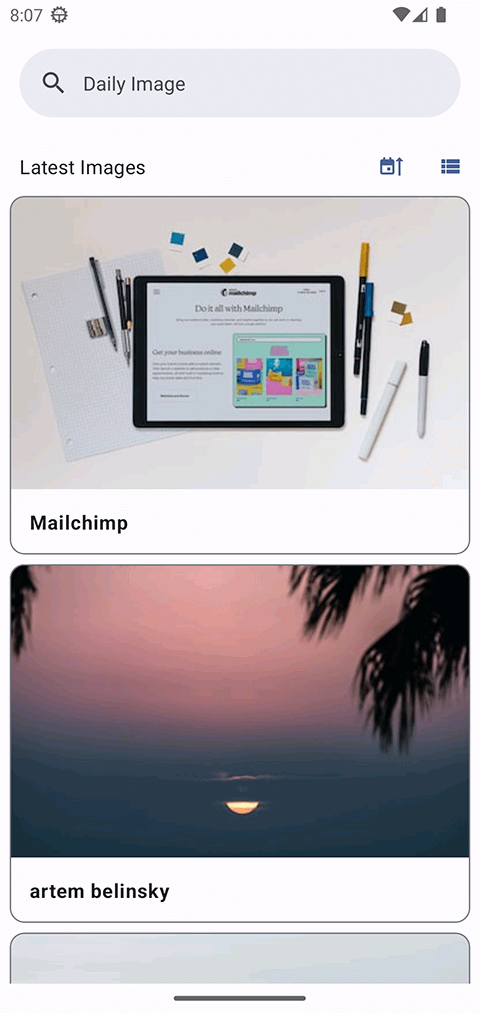 8:07
Daily Image
Latest Images
mailchimp
Do it all with Mailchimp
Get your business online
Mailchimp
artem belinsky